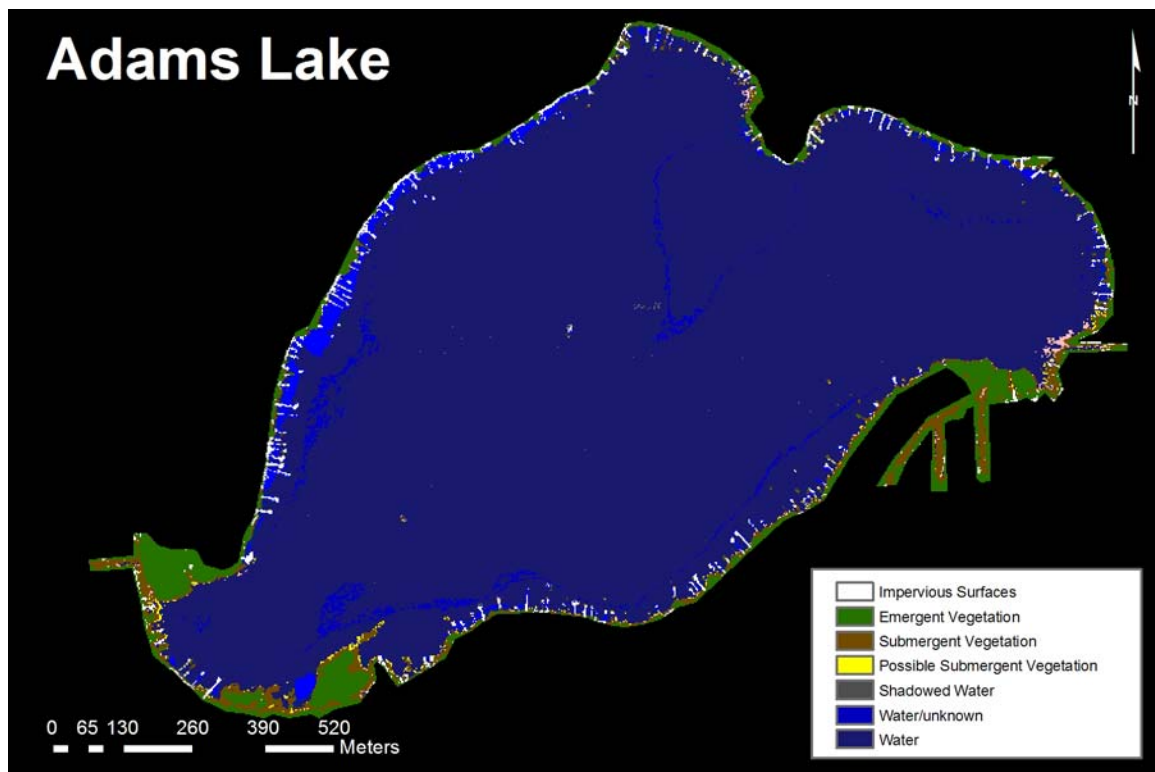 Adams Lake
N
Impervious Surfaces
Emergent Vegetation
Submergent Vegetation
Possible Submergent Vegetation
Shadowed Water
Water/unknown
Water
0 65 130 260 390 520
Meters